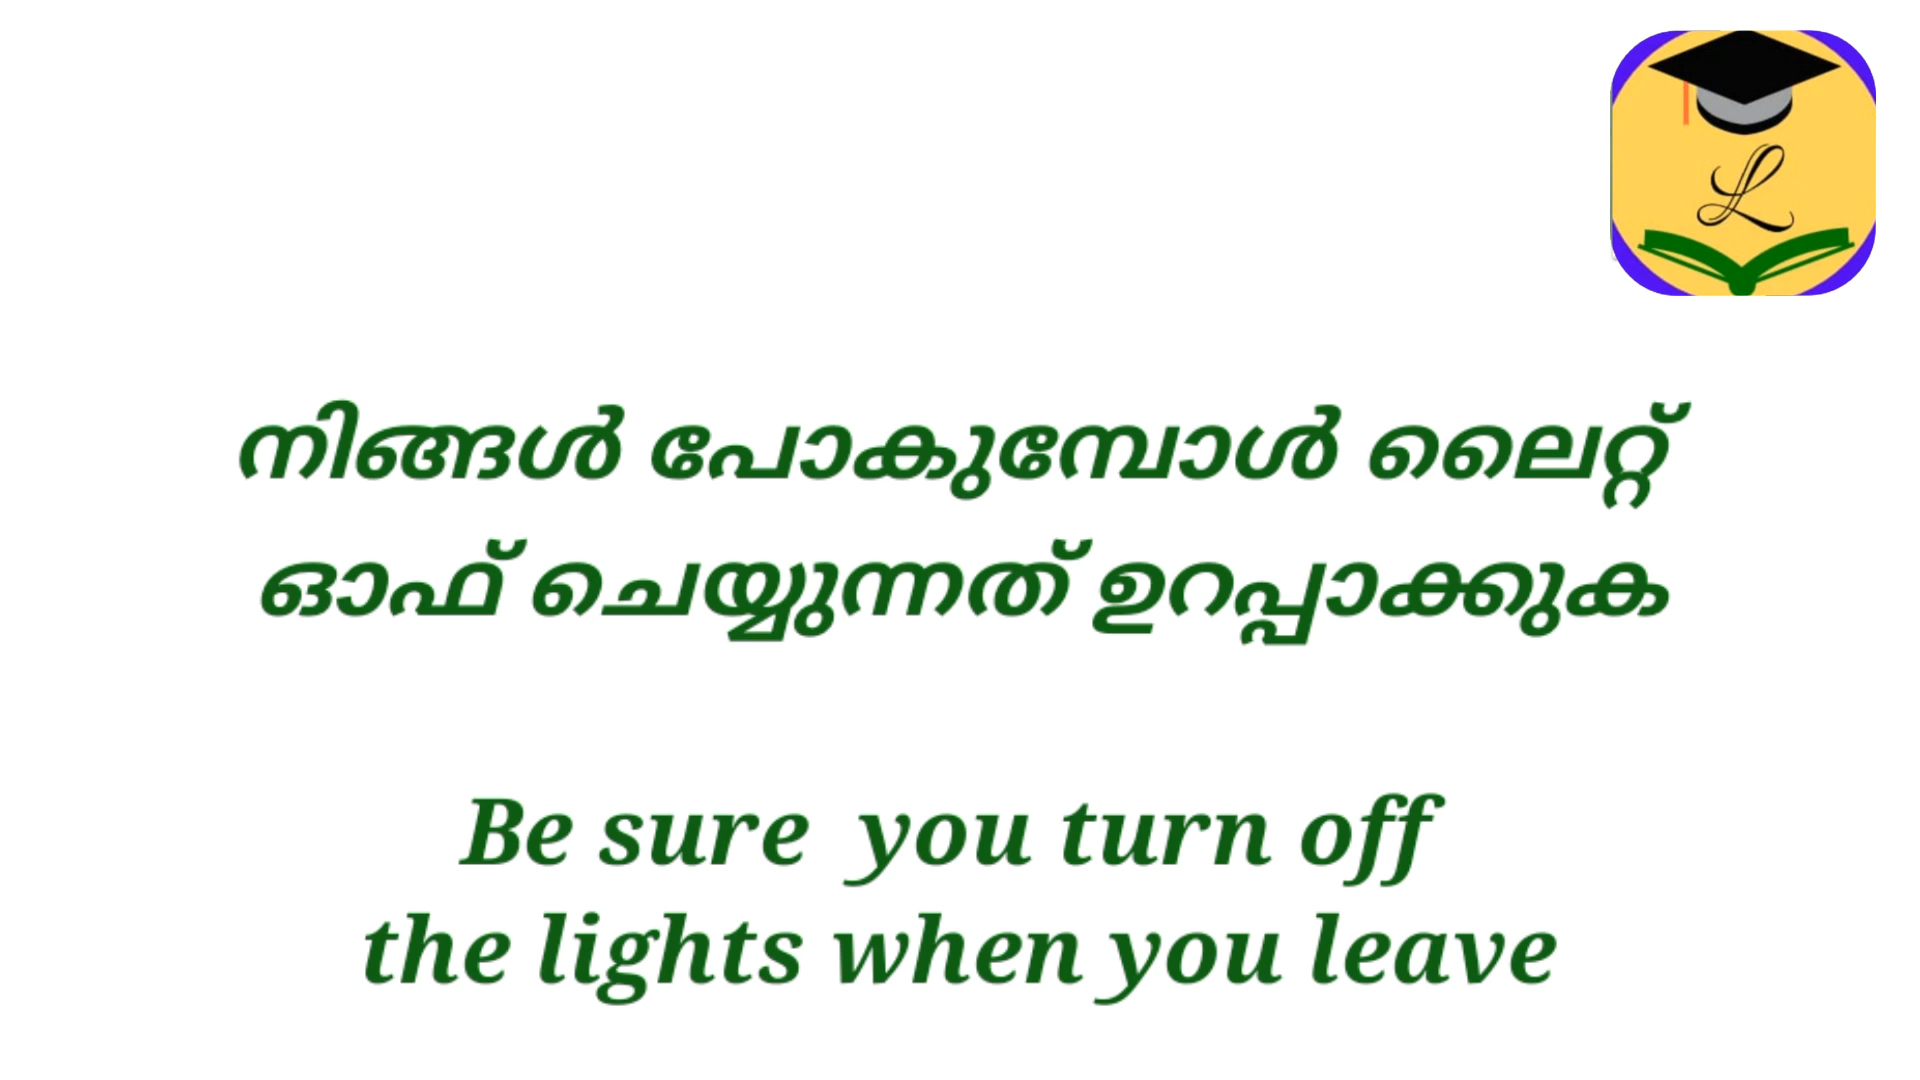 L
നിങ്ങൾ പോകുമ്പോൾ ലൈറ്റ്
ഓഫ് ചെയ്യുന്നത് ഉറപ്പാക്കുക
Be sure  you turn off
the lights when you leave